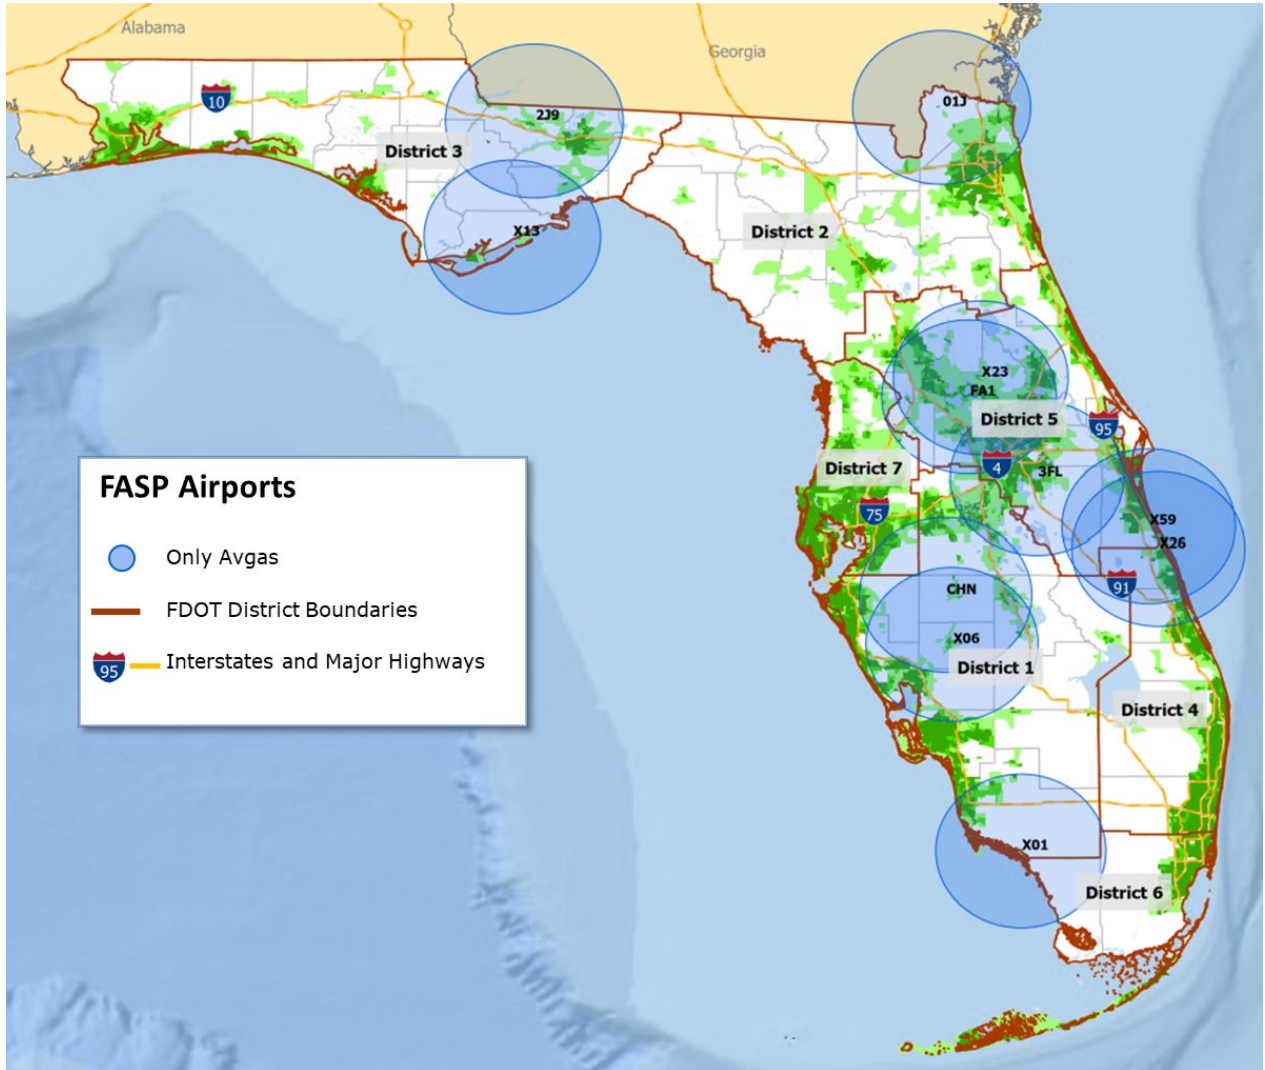 Alabama
Georgia
10
01J
2J9
District 3
X13
District 2
X23
FA1
District 5
95
4
3FL
District 7
75
X59
X26
91
CHN
X06
District 1
District 4
X01
District 6
FASP Airports
Only Avgas
FDOT District Boundaries
95
Interstates and Major Highways